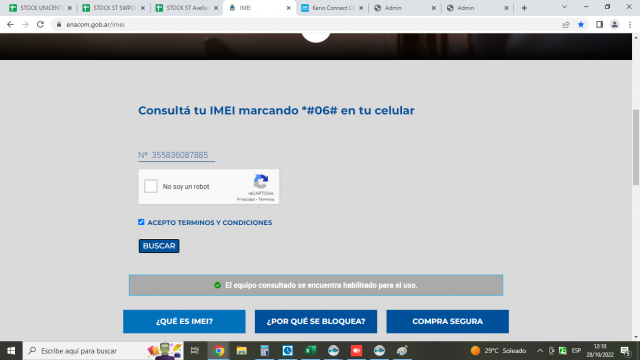 STOCK UNICENT
STOCK ST SWPO
STOCK ST Avellan
IMEI
Kerio Connect Cl
Admin
Admin
enacom.gob.ar/imei
Consultá tu IMEI marcando *#06# en tu celular
Nº 355836087885
No soy un robot
reCAPTCHA
Privacidad - Términos
ACEPTO TERMINOS Y CONDICIONES
BUSCAR
El equipo consultado se encuentra habilitado para el uso.
¿QUÉ ES IMEI?
¿POR QUÉ SE BLOQUEA?
COMPRA SEGURA
Escribe aquí para buscar
29°C Soleado
ESP
12:10
28/10/2022